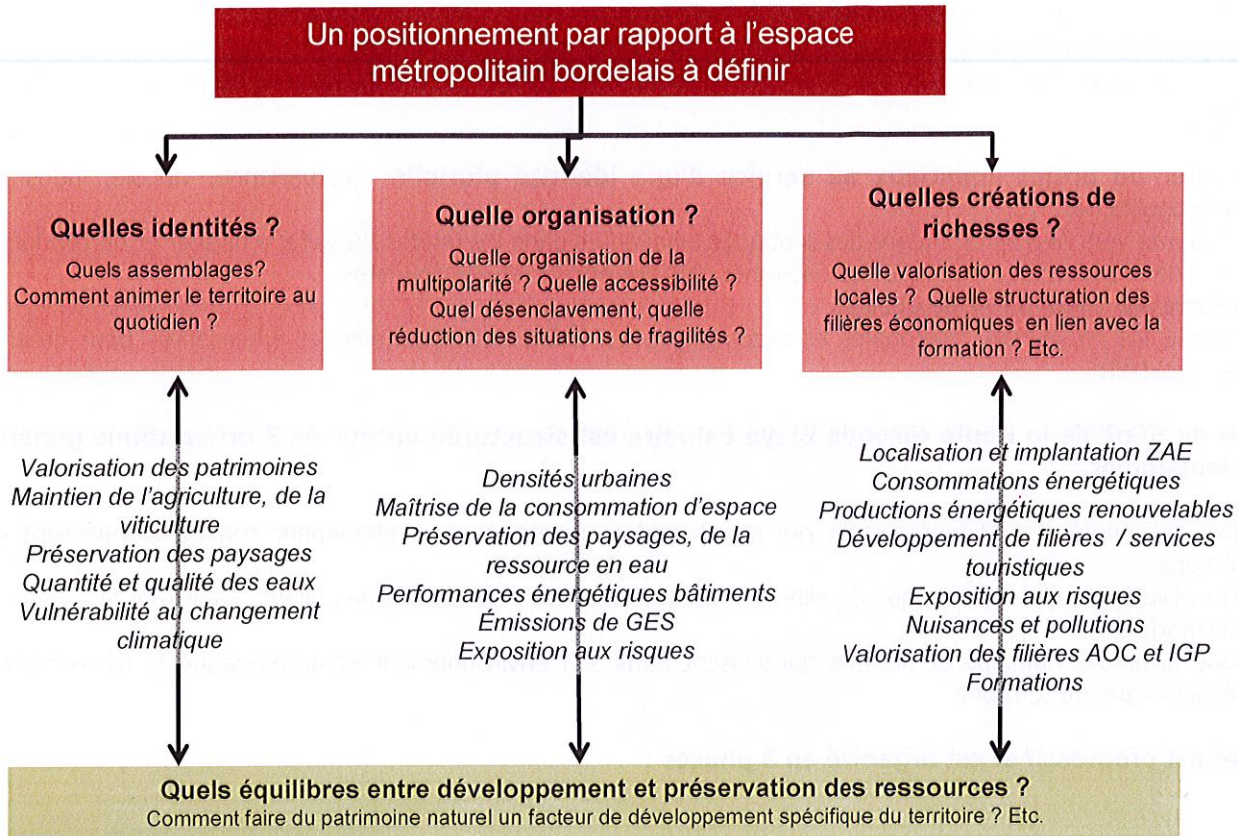 Un positionnement par rapport à l'espace
métropolitain bordelais à définir
Quelles identités ?
Quels assemblages?
Comment animer le territoire au
quotidien ?
Quelle organisation ?
Quelle organisation de la
multipolarité ? Quelle accessibilité ?
Quel désenclavement, quelle
réduction des situations de fragilités ?
Quelles créations de
richesses ?
Quelle valorisation des ressources
locales ? Quelle structuration des
filières économiques en lien avec la
formation ? Etc.
Valorisation des patrimoines
Maintien de l'agriculture, de la
viticulture
Préservation des paysages
Quantité et qualité des eaux
Vulnérabilité au changement
climatique
Densités urbaines
Maîtrise de la consommation d'espace
Préservation des paysages, de la
ressource en eau
Performances énergétiques bâtiments
Émissions de GES
Exposition aux risques
Localisation et implantation ZAE
Consommations énergétiques
Productions énergétiques renouvelables
Développement de filières / services
touristiques
Exposition aux risques
Nuisances et pollutions
Valorisation des filières AOC et IGP
Formations
Quels équilibres entre développement et préservation des ressources ?
Comment faire du patrimoine naturel un facteur de développement spécifique du territoire ? Etc.